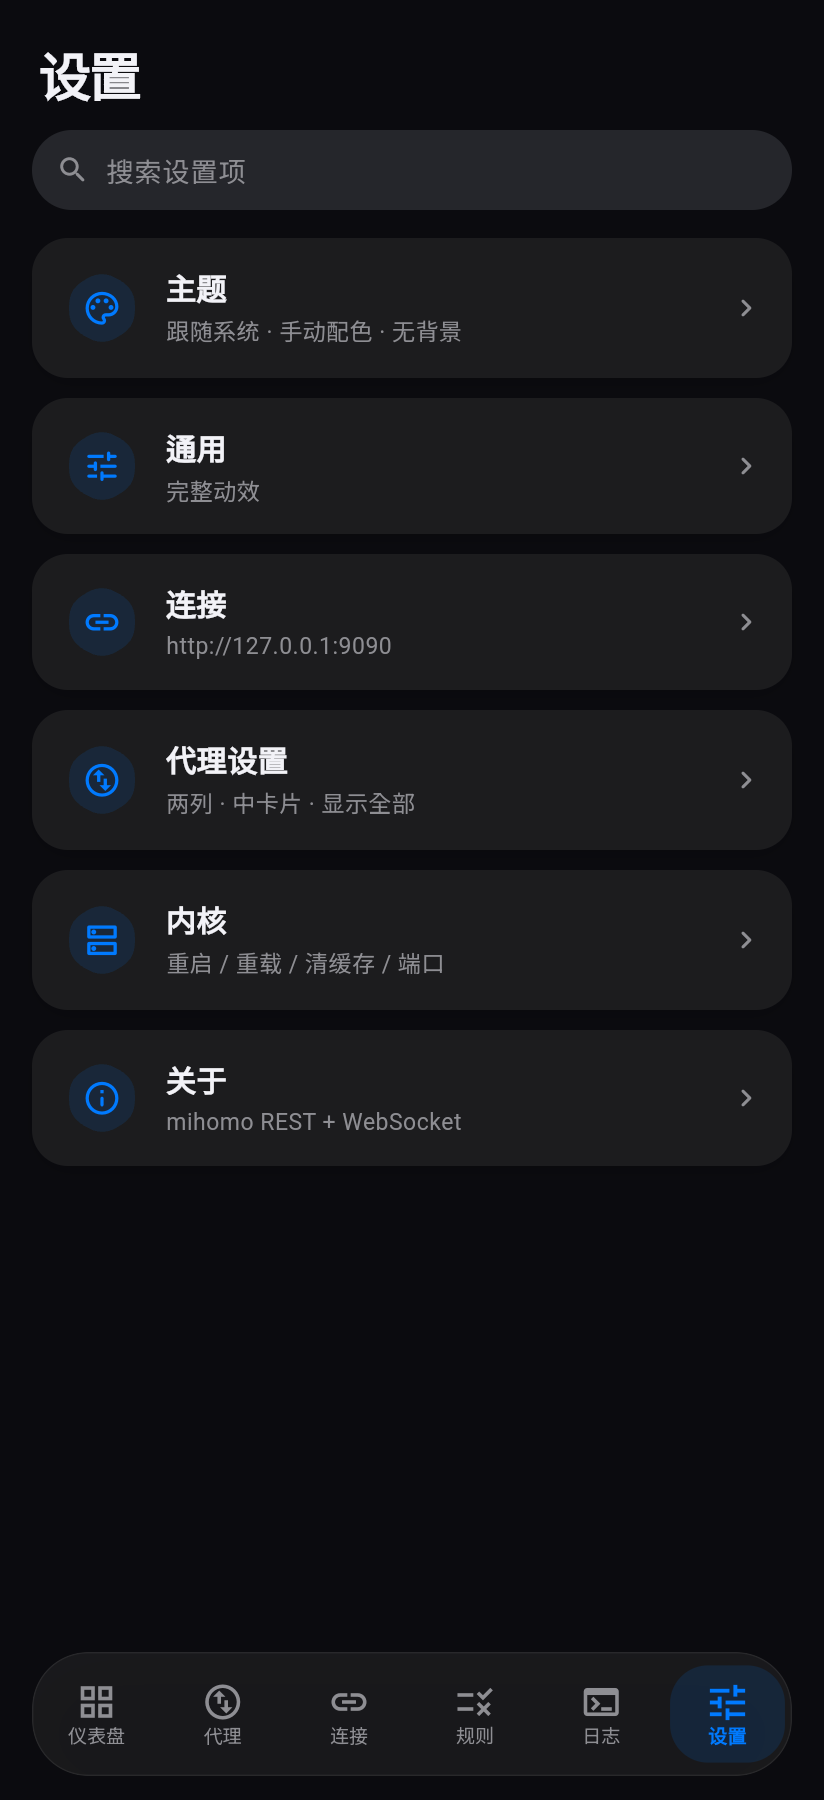 设置
搜索设置项
主题
跟随系统 · 手动配色 · 无背景
通用
完整动效
连接
http://127.0.0.1:9090
代理设置
两列 · 中卡片 · 显示全部
内核
重启 / 重载 / 清缓存 / 端口
关于
mihomo REST + WebSocket
仪表盘 代理 连接 规则 日志 设置